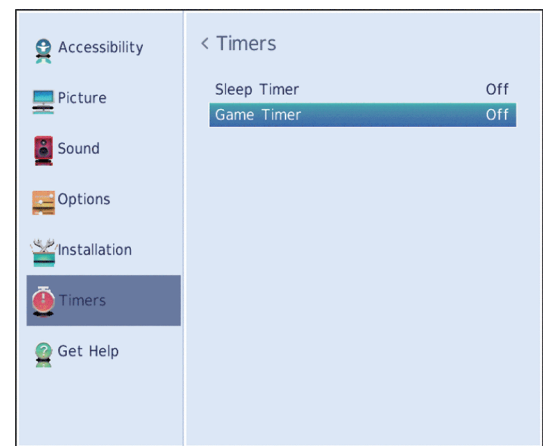 Accessibility
Picture
Sound
Options
Installation
Timers
Get Help
< Timers
Sleep Timer Off
Game Timer Off